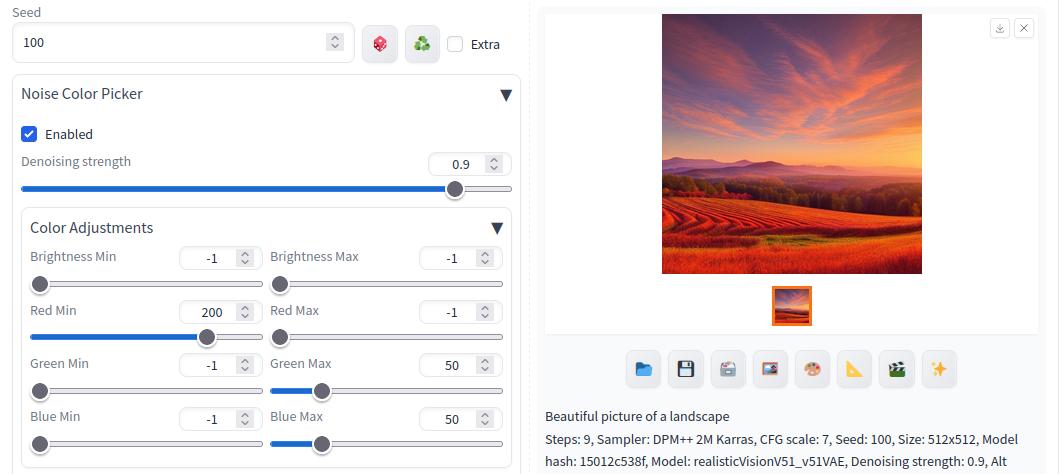 Seed
100
Extra
Noise Color Picker
Enabled
Denoising strength
0.9
Color Adjustments
Brightness Min
-1
Brightness Max
-1
Red Min
200
Red Max
-1
Green Min
-1
Green Max
50
Blue Min
-1
Blue Max
50
Beautiful picture of a landscape
Steps: 9, Sampler: DPM++ 2M Karras, CFG scale: 7, Seed: 100, Size: 512x512, Model
hash: 15012c538f, Model: realisticVisionV51_v51VAE, Denoising strength: 0.9, Alt